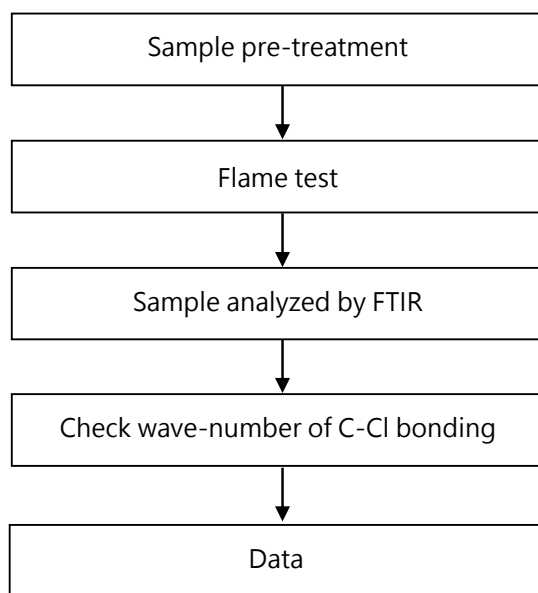 Sample pre-treatment
Flame test
Sample analyzed by FTIR
Check wave-number of C-Cl bonding
Data